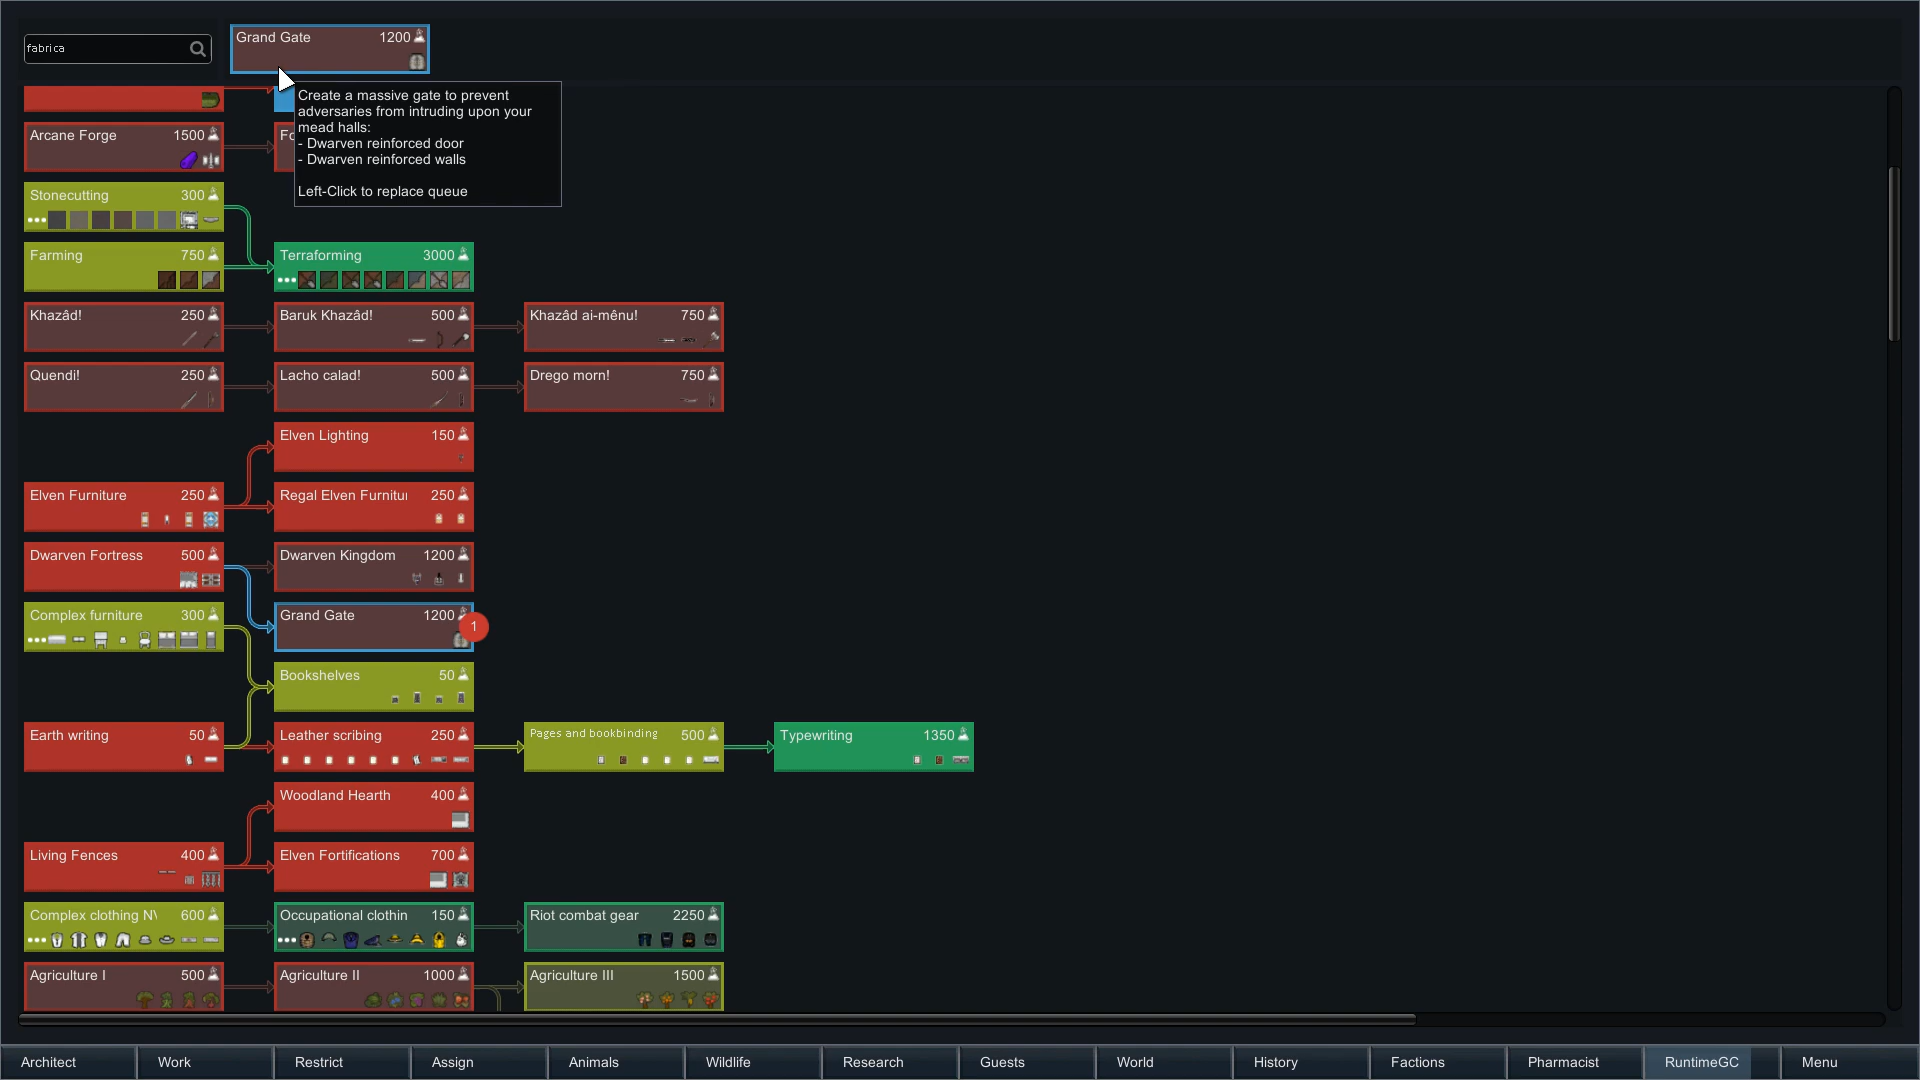 fabrica
Grand Gate 1200
Create a massive gate to prevent
adversaries from intruding upon your
mead halls:
- Dwarven reinforced door
- Dwarven reinforced walls
Left-Click to replace queue
Arcane Forge 1500
Fo
Stonecutting 300
Farming 750
Terraforming 3000
Khazâd! 250
Baruk Khazâd! 500
Khazâd ai-mênu! 750
Quendi! 250
Lacho calad! 500
Drego morn! 750
Elven Lighting 150
Elven Furniture 250
Regal Elven Furnitur 250
Dwarven Fortress 500
Dwarven Kingdom 1200
Complex furniture 300
Grand Gate 1200
1
Bookshelves 50
Earth writing 50
Leather scribing 250
Pages and bookbinding 500
Typewriting 1350
Woodland Hearth 400
Living Fences 400
Elven Fortifications 700
Complex clothing NV 600
Occupational clothin 150
Riot combat gear 2250
Agriculture I 500
Agriculture II 1000
Agriculture III 1500
Architect
Work
Restrict
Assign
Animals
Wildlife
Research
Guests
World
History
Factions
Pharmacist
RuntimeGC
Menu